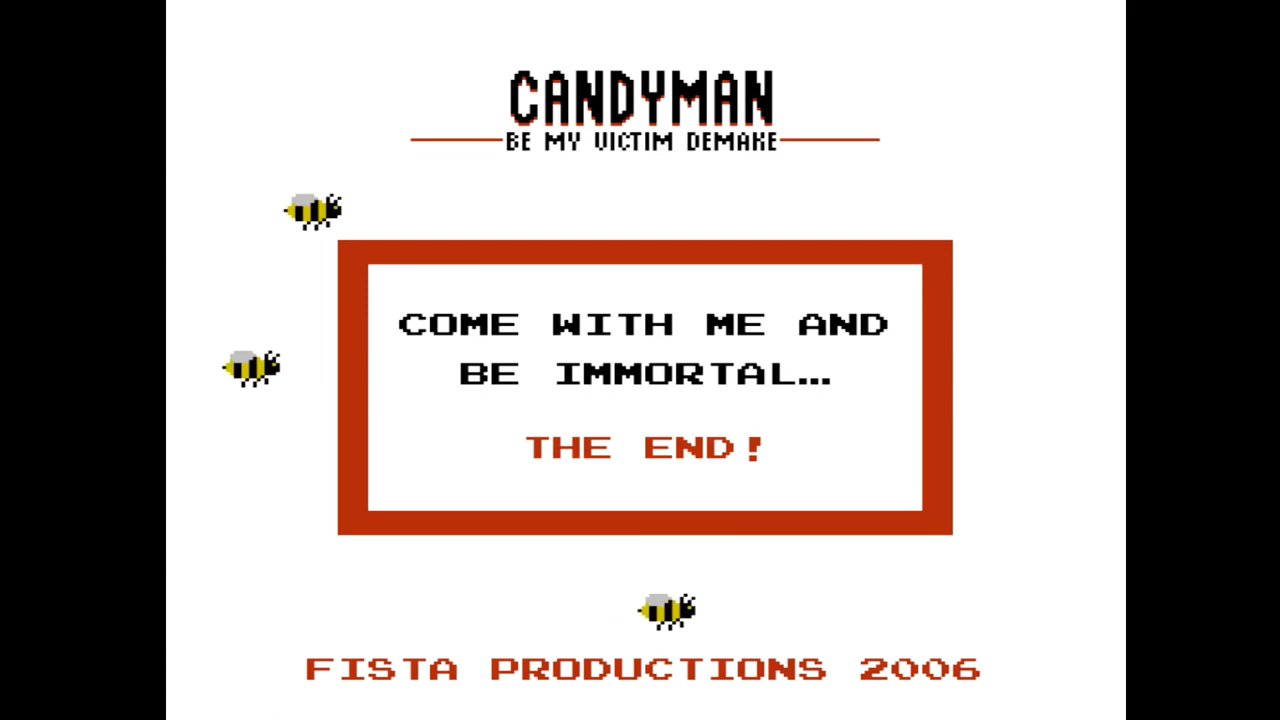 CANDYMAN
BE MY VICTIM DEMAKE
COME WITH ME AND
BE IMMORTAL...
THE END!
FISTA PRODUCTIONS 2006